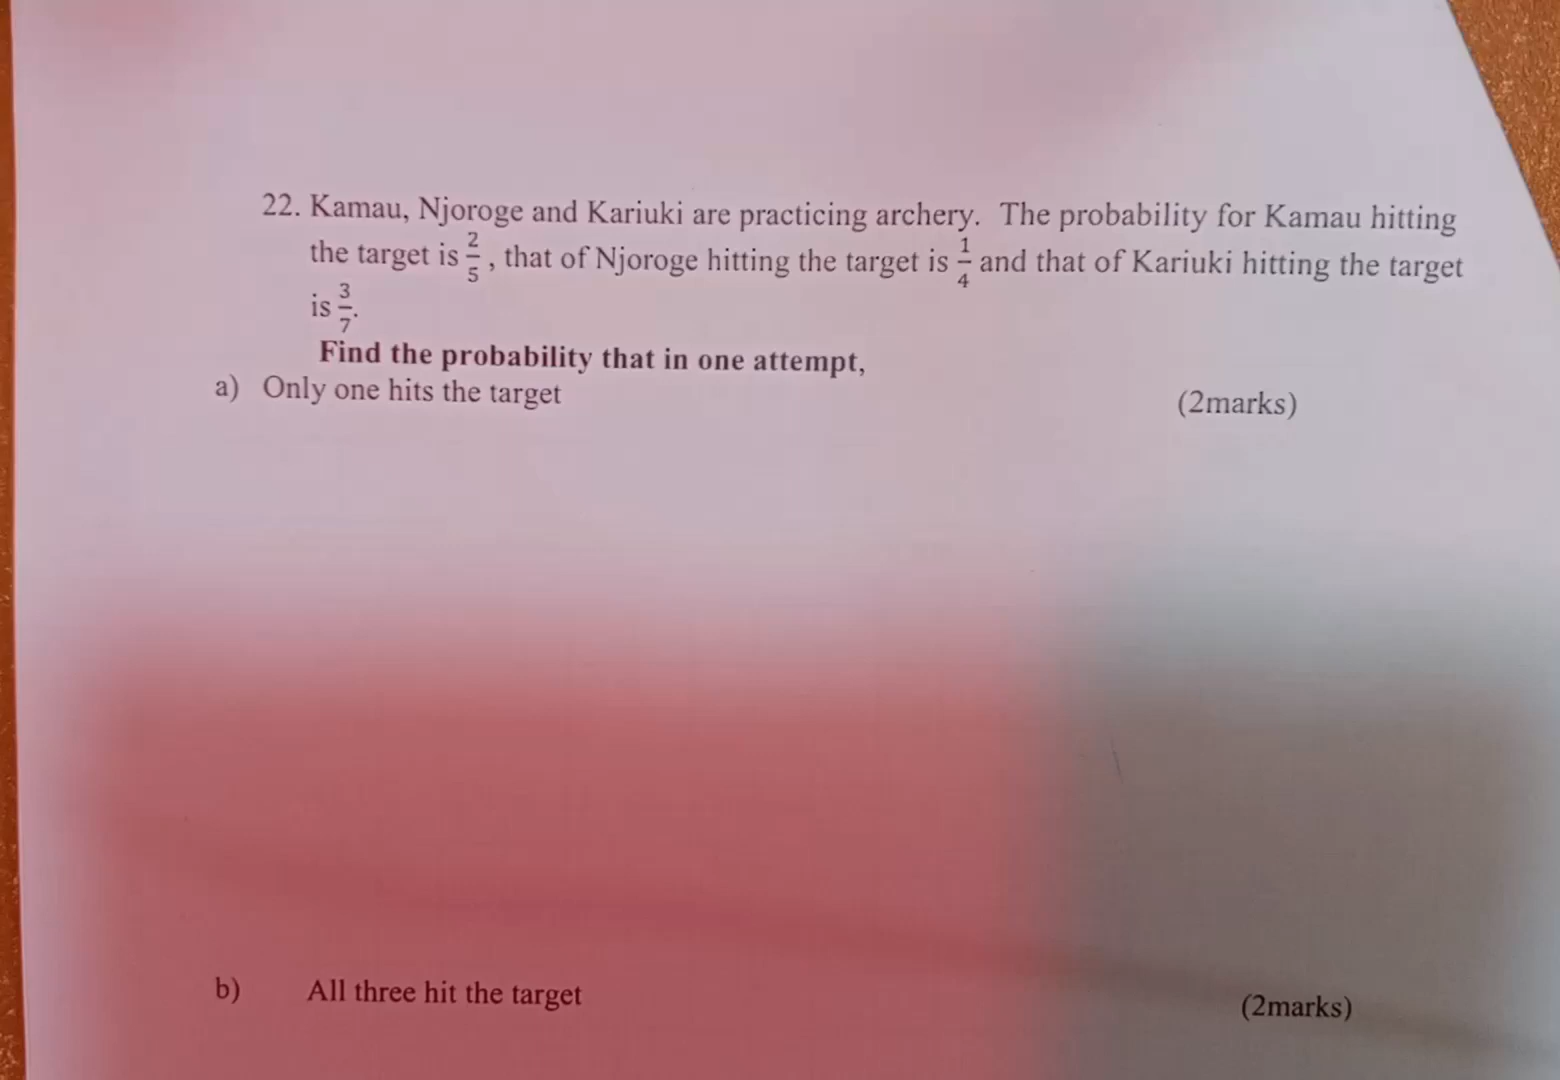 22. Kamau, Njoroge and Kariuki are practicing archery. The probability for Kamau hitting
the target is 2/5, that of Njoroge hitting the target is 1/4 and that of Kariuki hitting the target
is 3/7.
Find the probability that in one attempt,
a) Only one hits the target (2marks)
b) All three hit the target (2marks)